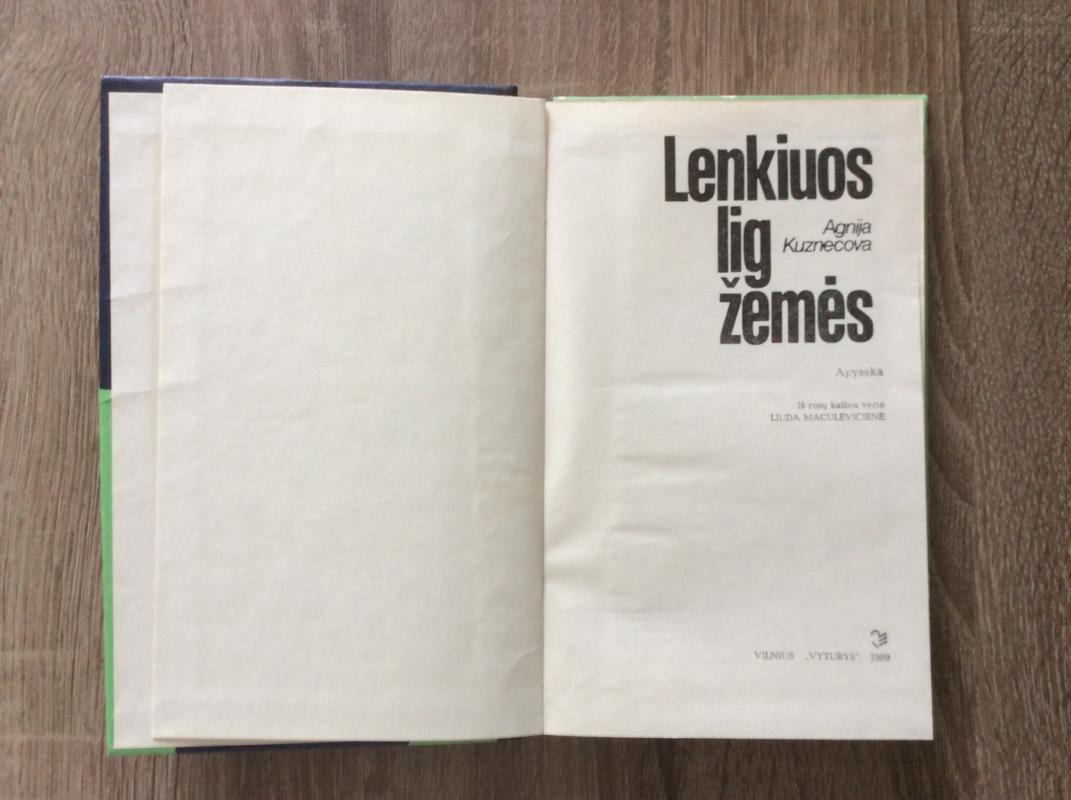 Lenkiuos
lig
Agnija
Kuznecova
žemės
Apysaka
Iš rusų kalbos vertė
LIUDA MACULEVIČIENĖ
VILNIUS „VYTURYS“ 1989